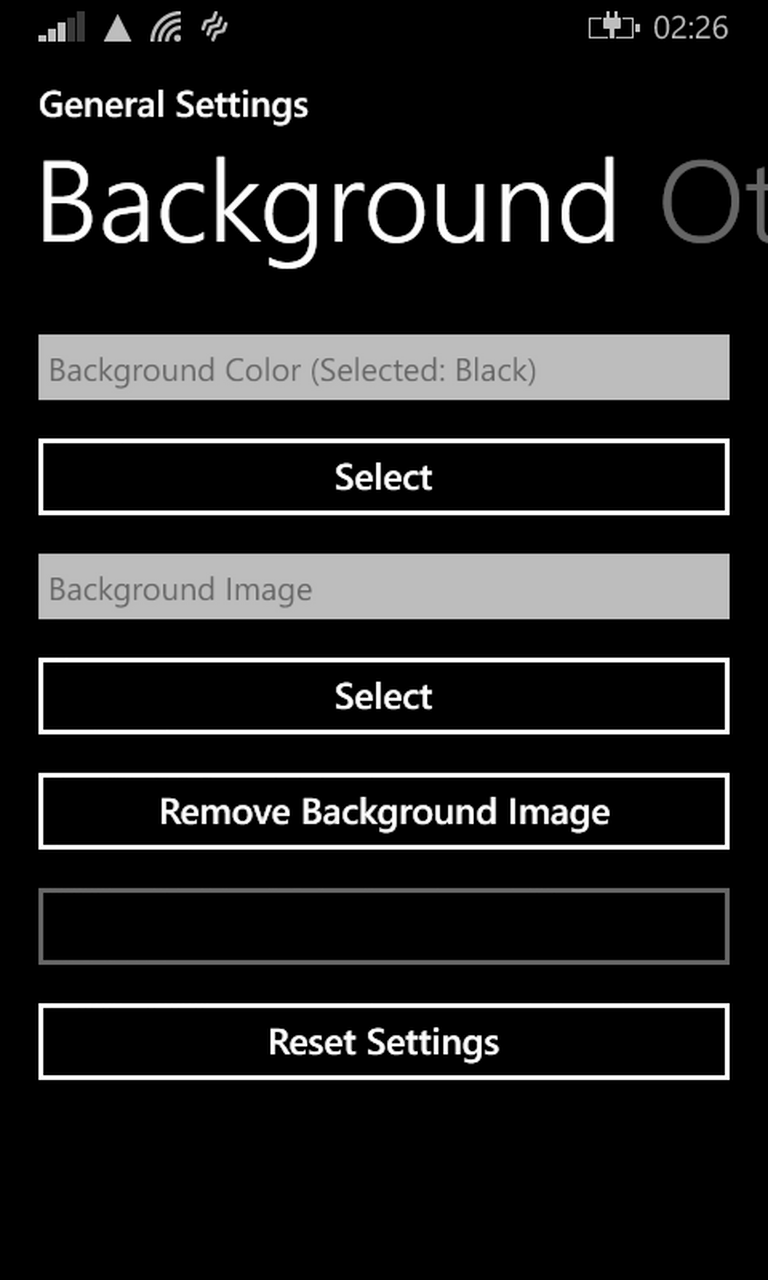 02:26
General Settings
Background Ot
Background Color (Selected: Black)
Select
Background Image
Select
Remove Background Image
Reset Settings